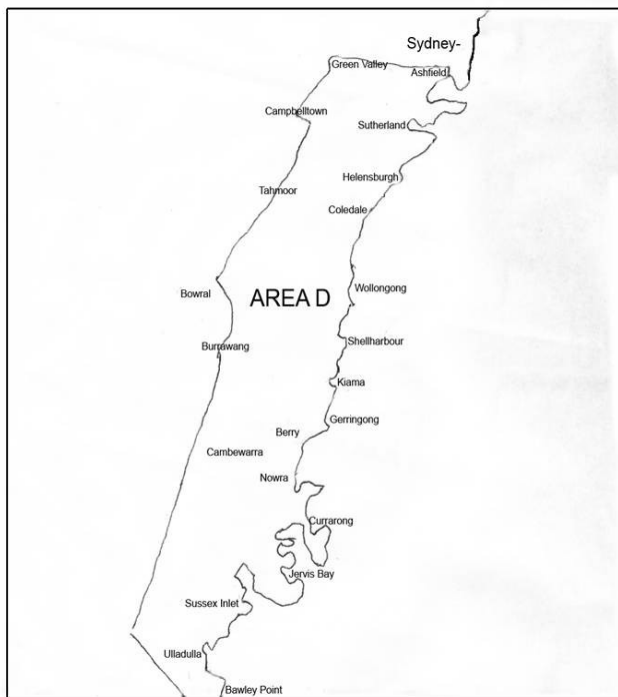 Sydney-
Green Valley
Ashfield
Campbelltown
Sutherland
Helensburgh
Tahmoor
Coledale
Wollongong
Bowral
AREA D
Shellharbour
Burrawang
Kiama
Gerringong
Berry
Cambewarra
Nowra
Currarong
Jervis Bay
Sussex Inlet
Ulladulla
Bawley Point